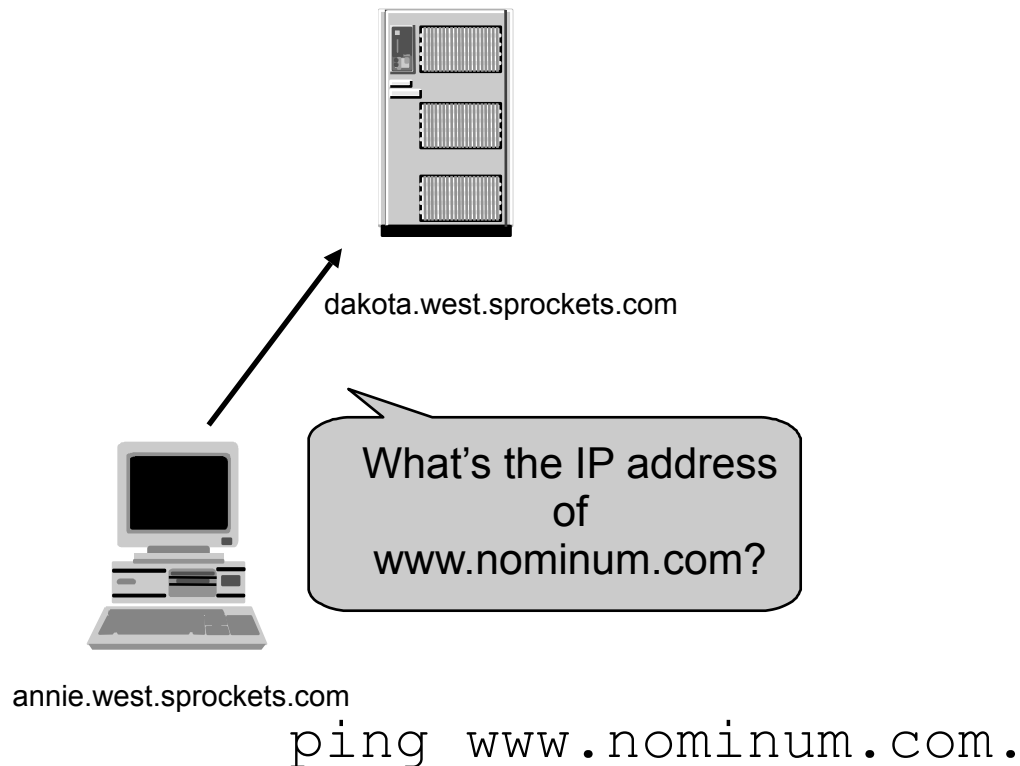 dakota.west.sprockets.com
What's the IP address
of
www.nominum.com?
annie.west.sprockets.com
ping www.nominum.com.